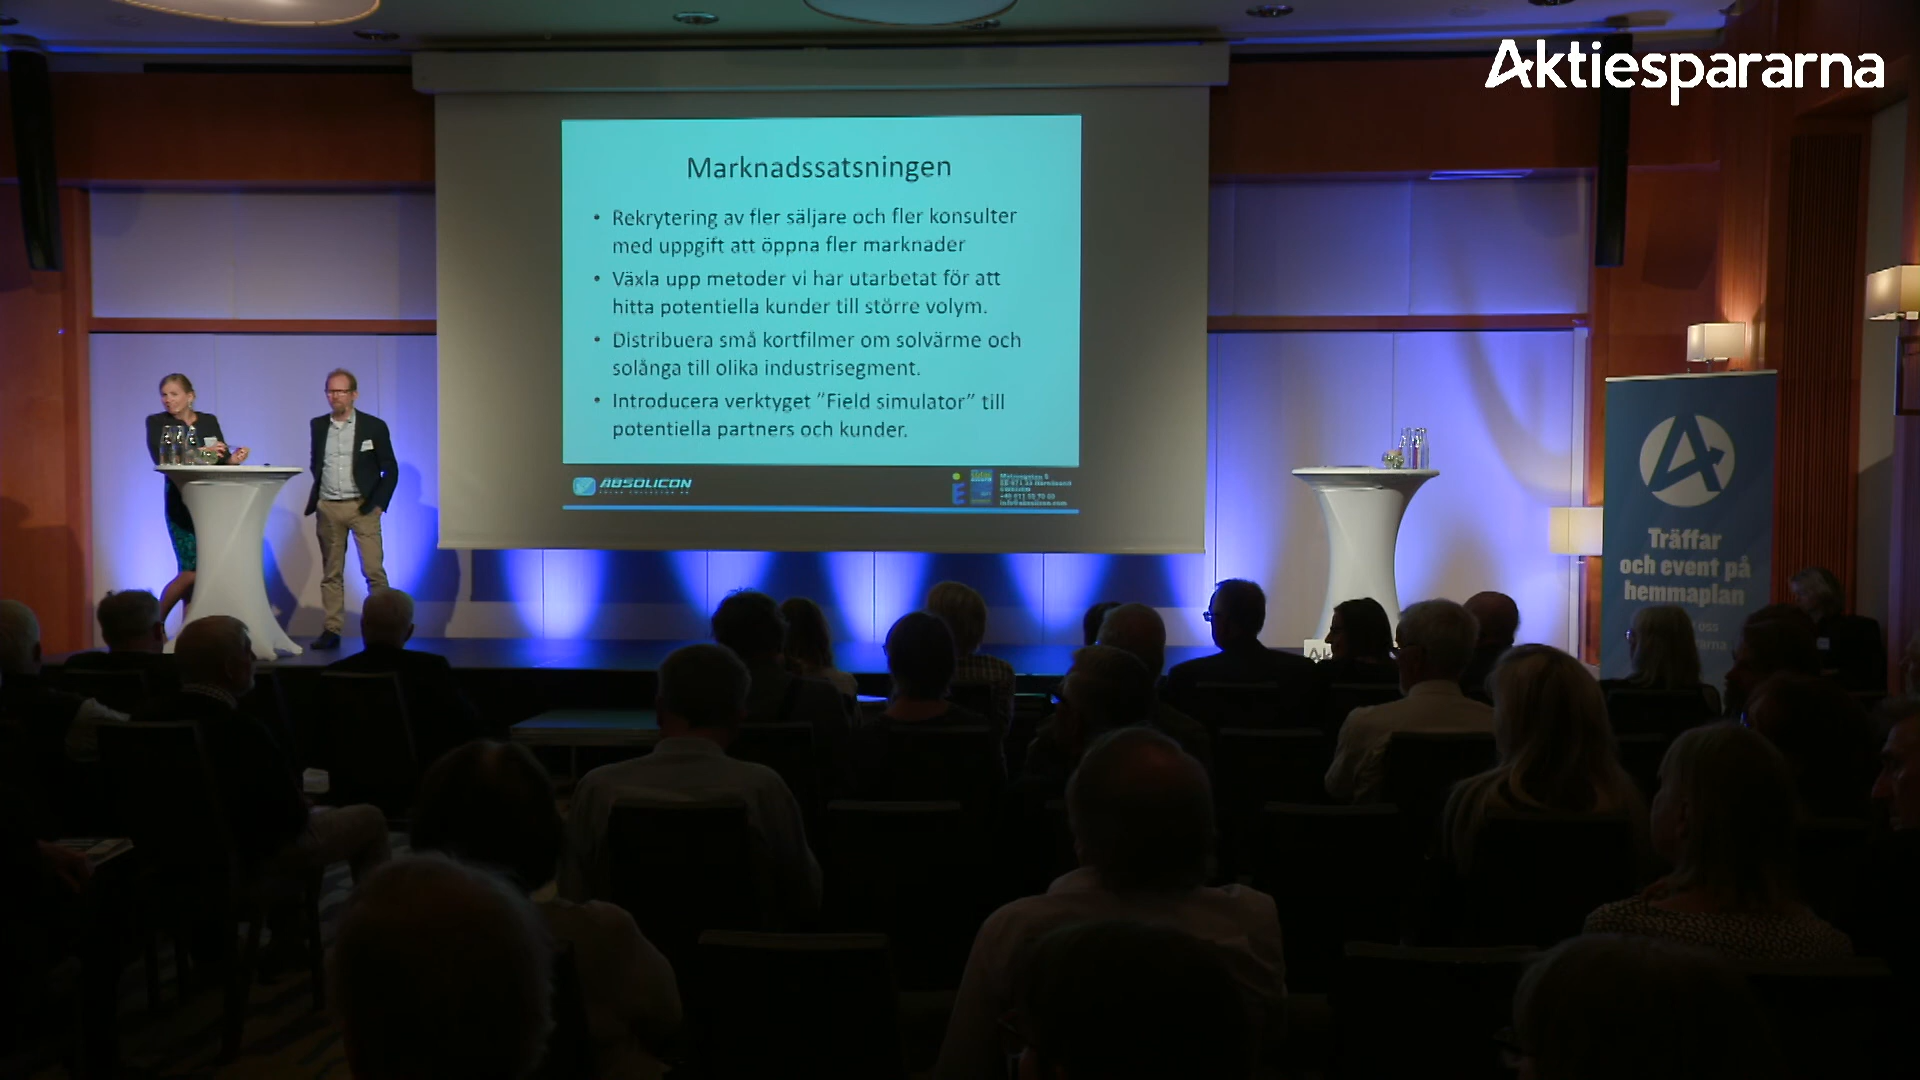 Aktiespararna
Marknadssatsningen
• Rekrytering av fler säljare och fler konsulter
med uppgift att öppna fler marknader
• Växla upp metoder vi har utarbetat för att
hitta potentiella kunder till större volym.
• Distribuera små kortfilmer om solvärme och
solånga till olika industrisegment.
• Introducera verktyget ”Field simulator” till
potentiella partners och kunder.
ABSOLICON
Träffar
och event på
hemmaplan
oss